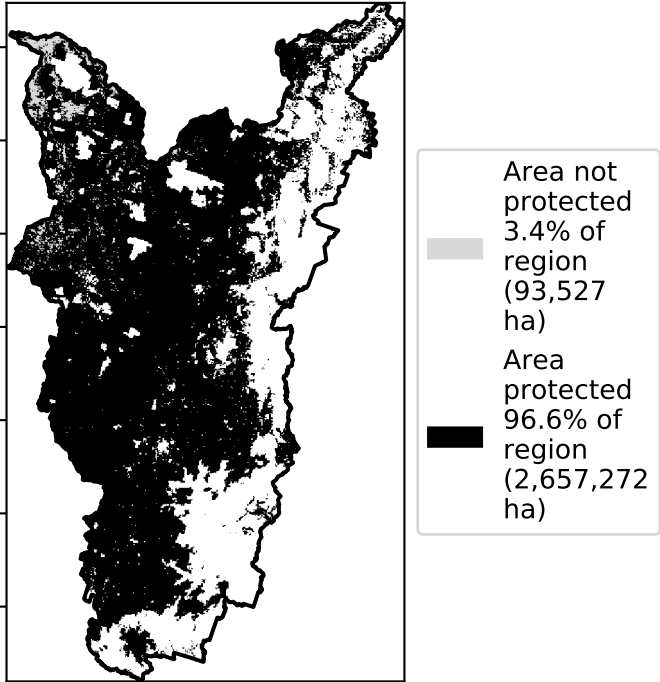 Area not
protected
3.4% of
region
(93,527
ha)
Area
protected
96.6% of
region
(2,657,272
ha)